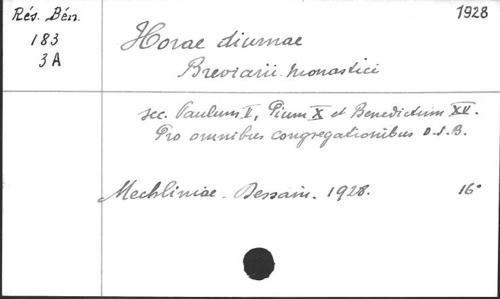 Rés. Bén.
183
3A
1928
Horae diurnae
Breviarii monastici
sec. Paulum V, Pium X et Benedictum XV.
Pro omnibus congregationibus O.S.B.
Mechliniae. Dessain. 1928. 16°